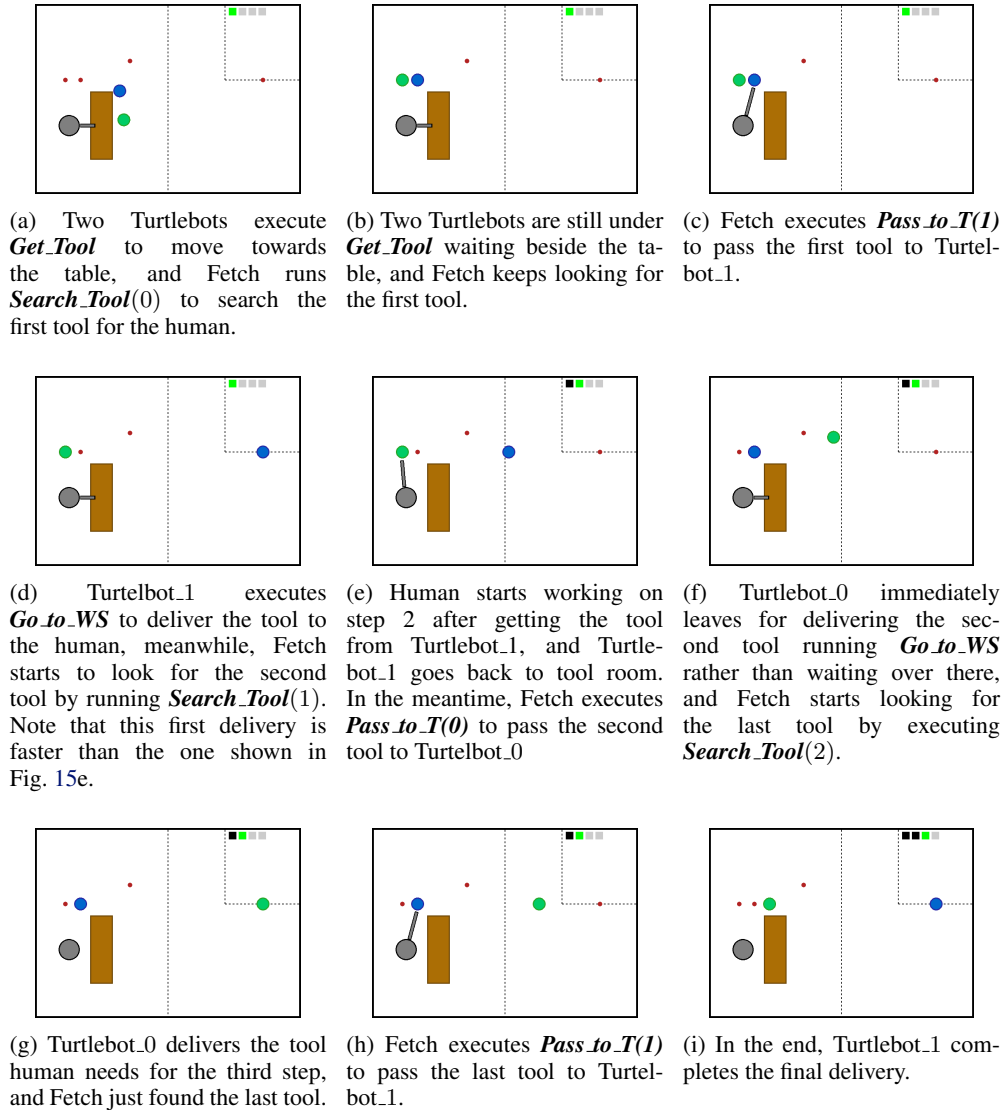 (a) Two Turtlebots execute
Get_Tool to move towards
the table, and Fetch runs
Search_Tool(0) to search the
first tool for the human.
(b) Two Turtlebots are still under
Get_Tool waiting beside the ta-
ble, and Fetch keeps looking for
the first tool.
(c) Fetch executes Pass_to_T(1)
to pass the first tool to Turtel-
bot_1.
(d) Turtelbot_1 executes
Go_to_WS to deliver the tool to
the human, meanwhile, Fetch
starts to look for the second
tool by running Search_Tool(1).
Note that this first delivery is
faster than the one shown in
Fig. 15e.
(e) Human starts working on
step 2 after getting the tool
from Turtlebot_1, and Turtle-
bot_1 goes back to tool room.
In the meantime, Fetch executes
Pass_to_T(0) to pass the second
tool to Turtelbot_0
(f) Turtlebot_0 immediately
leaves for delivering the sec-
ond tool running Go_to_WS
rather than waiting over there,
and Fetch starts looking for
the last tool by executing
Search_Tool(2).
(g) Turtlebot_0 delivers the tool
human needs for the third step,
and Fetch just found the last tool.
(h) Fetch executes Pass_to_T(1)
to pass the last tool to Turtel-
bot_1.
(i) In the end, Turtlebot_1 com-
pletes the final delivery.